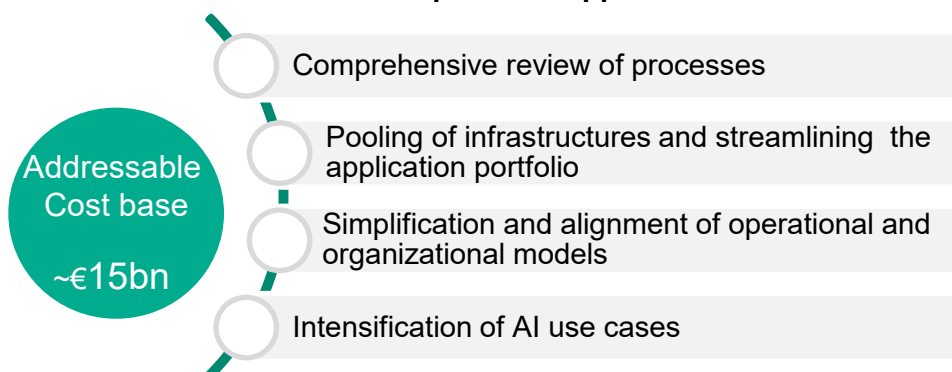 Addressable
Cost base
~€15bn
Comprehensive review of processes
Pooling of infrastructures and streamlining the
application portfolio
Simplification and alignment of operational and
organizational models
Intensification of AI use cases